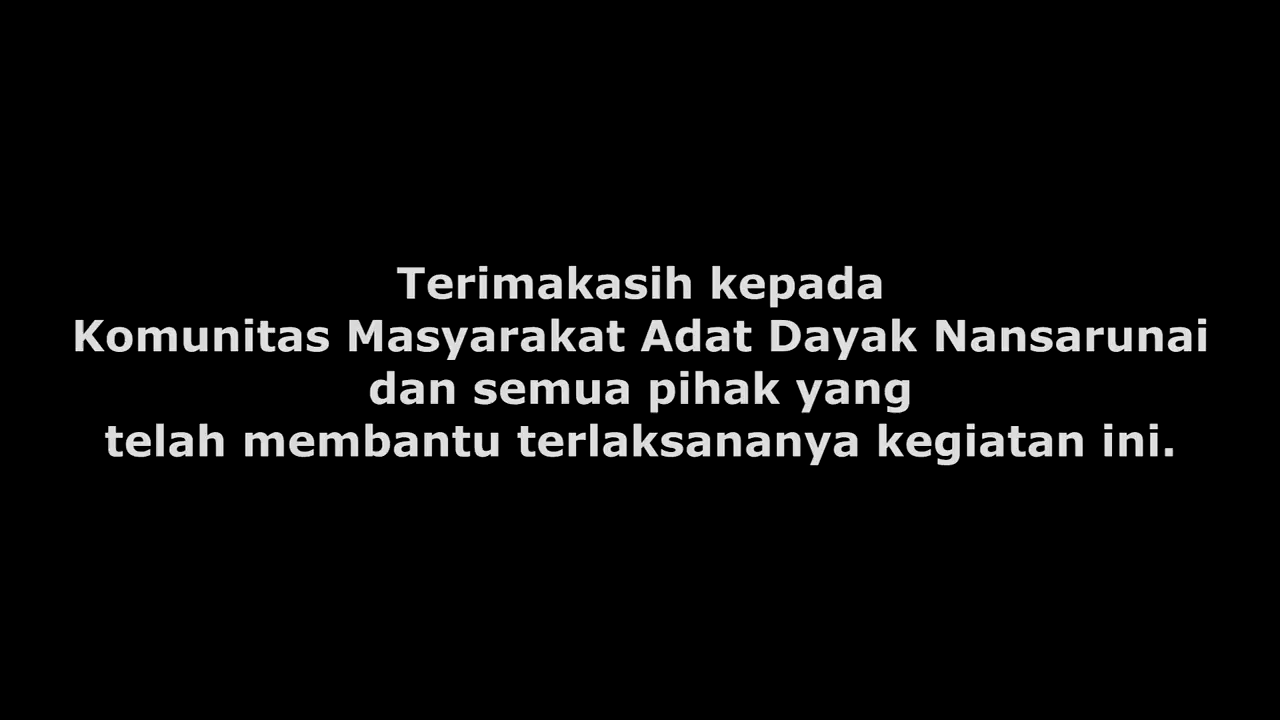 Terimakasih kepada
Komunitas Masyarakat Adat Dayak Nansarunai
dan semua pihak yang
telah membantu terlaksananya kegiatan ini.